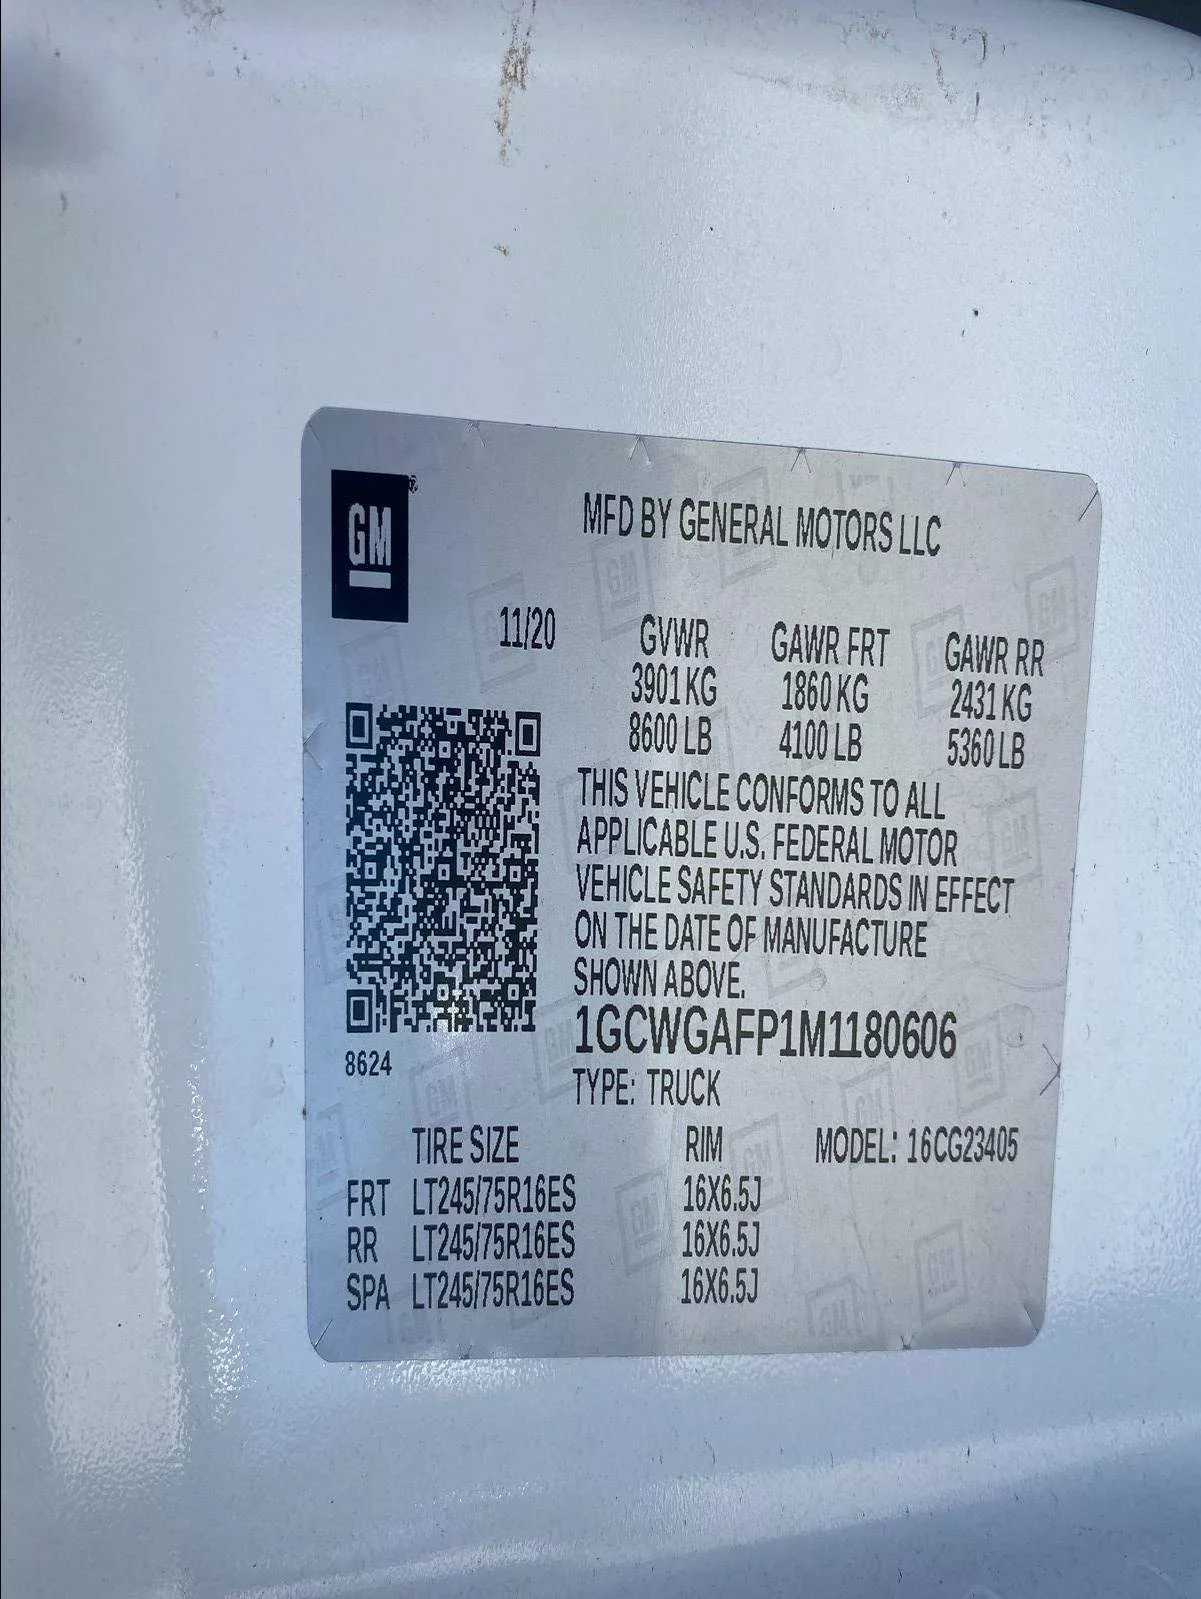 GM
MFD BY GENERAL MOTORS LLC
11/20 GVWR GAWR FRT GAWR RR
3901 KG 1860 KG 2431 KG
8600 LB 4100 LB 5360 LB
THIS VEHICLE CONFORMS TO ALL
APPLICABLE U.S. FEDERAL MOTOR
VEHICLE SAFETY STANDARDS IN EFFECT
ON THE DATE OF MANUFACTURE
SHOWN ABOVE.
1GCWGAFP1M1180606
8624
TYPE: TRUCK
TIRE SIZE RIM MODEL: 16CG23405
FRT LT245/75R16ES 16X6.5J
RR LT245/75R16ES 16X6.5J
SPA LT245/75R16ES 16X6.5J